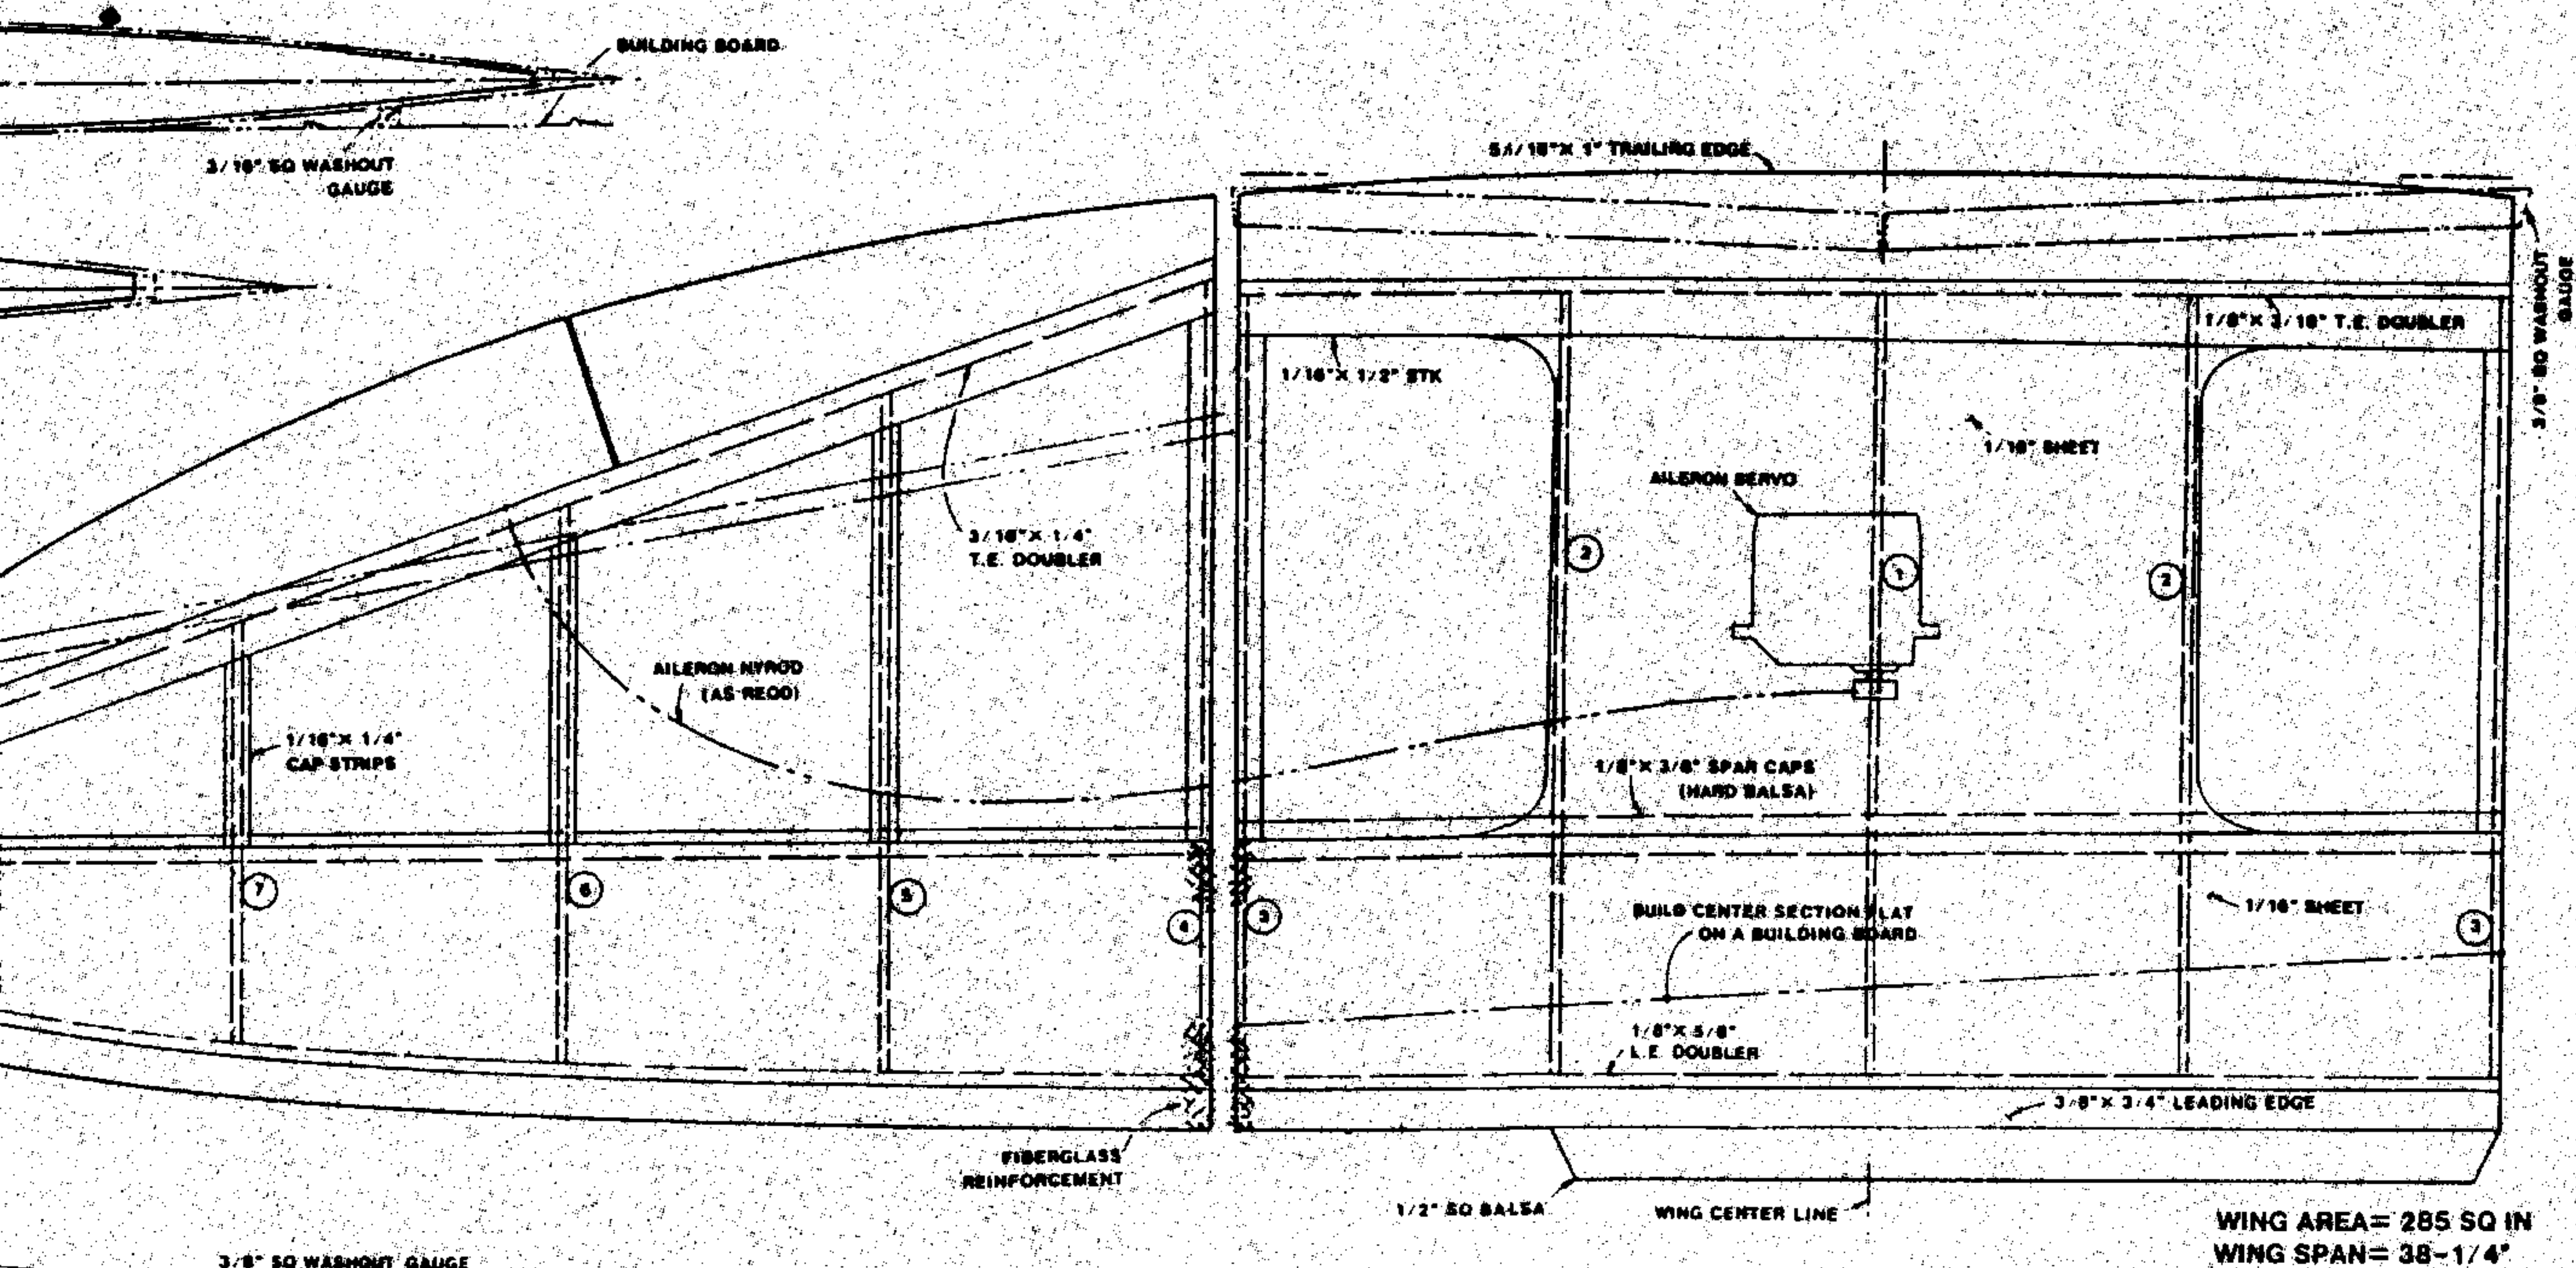 BUILDING BOARD
3/16" SQ WASHOUT
GAUGE
1" TRAILING EDGE
3/8" SQ WASHOUT
GAUGE
1/8" X 3/16" T.E. DOUBLER
1/16" X 1/2" STK
1/16" SHEET
AILERON SERVO
3/16" X 1/4"
T.E. DOUBLER
2
1
2
AILERON NYROD
(AS REQD)
1/16" X 1/4"
CAP STRIPS
1/8" X 3/8" SPAR CAPS
(HARD BALSA)
7
6
5
4
3
BUILD CENTER SECTION FLAT
ON A BUILDING BOARD
1/16" SHEET
3
1/8" X 5/8"
L.E. DOUBLER
3/8" X 3/4" LEADING EDGE
FIBERGLASS
REINFORCEMENT
1/2" SQ BALSA
WING CENTER LINE
WING AREA= 285 SQ IN
WING SPAN= 38-1/4"
3/8" SQ WASHOUT GAUGE